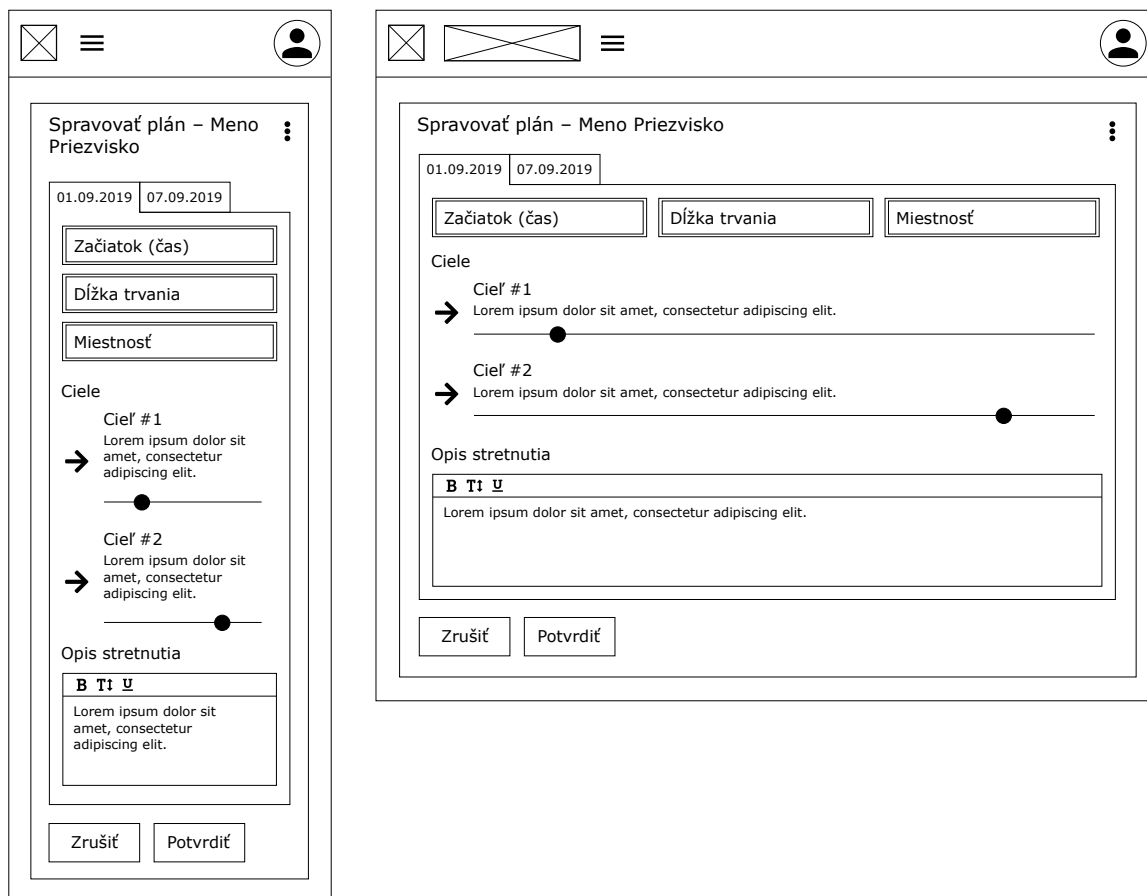 Spravovať plán – Meno
Priezvisko
01.09.2019 07.09.2019
Začiatok (čas)
Dĺžka trvania
Miestnosť
Ciele
Cieľ #1
Lorem ipsum dolor sit
amet, consectetur
adipiscing elit.
Cieľ #2
Lorem ipsum dolor sit
amet, consectetur
adipiscing elit.
Opis stretnutia
B T U
Lorem ipsum dolor sit
amet, consectetur
adipiscing elit.
Zrušiť Potvrdiť
Spravovať plán – Meno Priezvisko
01.09.2019 07.09.2019
Začiatok (čas) Dĺžka trvania Miestnosť
Ciele
Cieľ #1
Lorem ipsum dolor sit amet, consectetur adipiscing elit.
Cieľ #2
Lorem ipsum dolor sit amet, consectetur adipiscing elit.
Opis stretnutia
B T U
Lorem ipsum dolor sit amet, consectetur adipiscing elit.
Zrušiť Potvrdiť